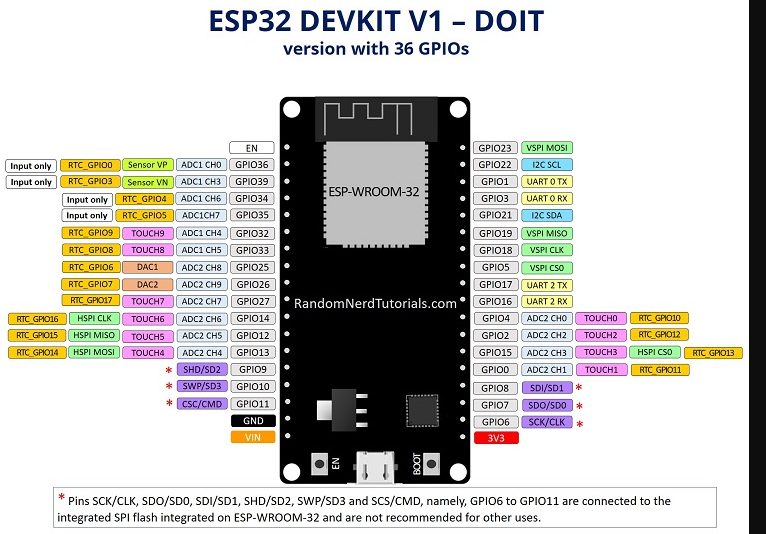 ESP32 DEVKIT V1 – DOIT
version with 36 GPIOs
EN GPIO23 VSPI MOSI
Input only RTC_GPIO0 Sensor VP ADC1 CH0 GPIO36 GPIO22 I2C SCL
Input only RTC_GPIO3 Sensor VN ADC1 CH3 GPIO39 GPIO1 UART 0 TX
Input only RTC_GPIO4 ADC1 CH6 GPIO34 GPIO3 UART 0 RX
Input only RTC_GPIO5 ADC1CH7 GPIO35 GPIO21 I2C SDA
RTC_GPIO9 TOUCH9 ADC1 CH4 GPIO32 GPIO19 VSPI MISO
RTC_GPIO8 TOUCH8 ADC1 CH5 GPIO33 GPIO18 VSPI CLK
RTC_GPIO6 DAC1 ADC2 CH8 GPIO25 GPIO5 VSPI CS0
RTC_GPIO7 DAC2 ADC2 CH9 GPIO26 GPIO17 UART 2 TX
RTC_GPIO17 TOUCH7 ADC2 CH7 GPIO27 GPIO16 UART 2 RX
RTC_GPIO16 HSPI CLK TOUCH6 ADC2 CH6 GPIO14 GPIO4 ADC2 CH0 TOUCH0 RTC_GPIO10
RTC_GPIO15 HSPI MISO TOUCH5 ADC2 CH5 GPIO12 GPIO2 ADC2 CH2 TOUCH2 RTC_GPIO12
RTC_GPIO14 HSPI MOSI TOUCH4 ADC2 CH4 GPIO13 GPIO15 ADC2 CH3 TOUCH3 HSPI CS0 RTC_GPIO13
* SHD/SD2 GPIO9 GPIO0 ADC2 CH1 TOUCH1 RTC_GPIO11
* SWP/SD3 GPIO10 GPIO8 SDI/SD1 *
* CSC/CMD GPIO11 GPIO7 SDO/SD0 *
GND GPIO6 SCK/CLK *
VIN 3V3
ESP-WROOM-32
RandomNerdTutorials.com
EN BOOT
* Pins SCK/CLK, SDO/SD0, SDI/SD1, SHD/SD2, SWP/SD3 and SCS/CMD, namely, GPIO6 to GPIO11 are connected to the
integrated SPI flash integrated on ESP-WROOM-32 and are not recommended for other uses.